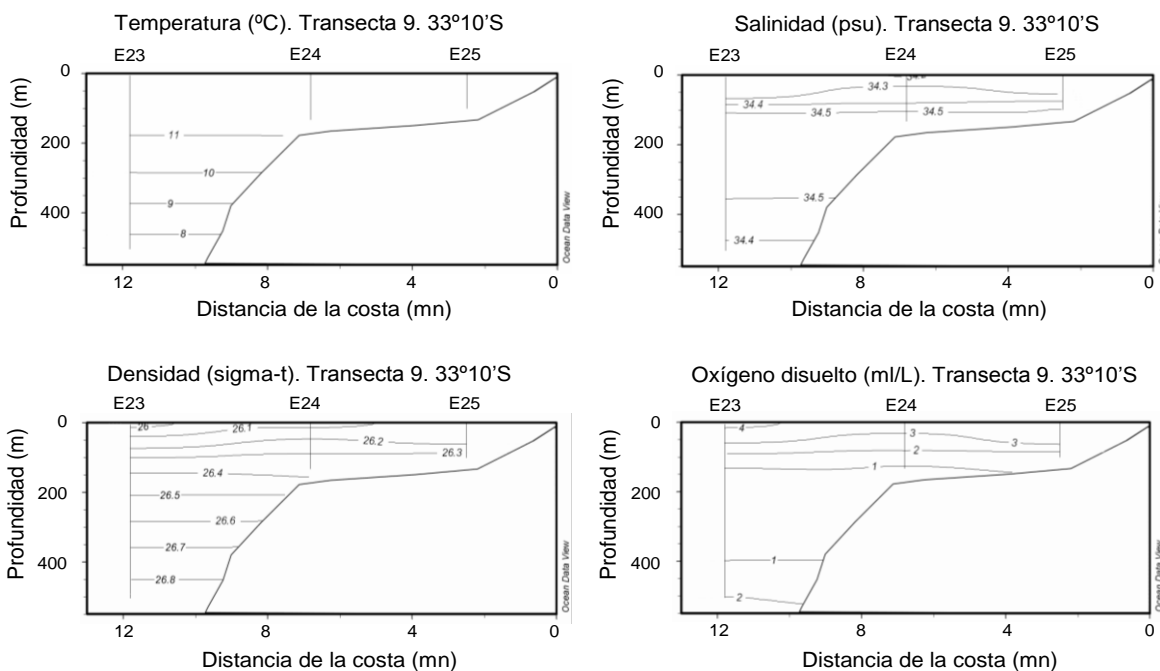 Temperatura (ºC). Transecta 9. 33º10’S
E23 E24 E25
0
200
400
Profundidad (m)
11
10
9
8
12 8 4 0
Distancia de la costa (mn)
Ocean Data View
Salinidad (psu). Transecta 9. 33º10’S
E23 E24 E25
0
200
400
Profundidad (m)
34.3
34.4
34.5 34.5
34.5
34.4
12 8 4 0
Distancia de la costa (mn)
Densidad (sigma-t). Transecta 9. 33º10’S
E23 E24 E25
0
200
400
Profundidad (m)
26 26.1
26.2
26.3
26.4
26.5
26.6
26.7
26.8
12 8 4 0
Distancia de la costa (mn)
Ocean Data View
Oxígeno disuelto (ml/L). Transecta 9. 33º10’S
E23 E24 E25
0
200
400
Profundidad (m)
4
3 3
2
1
1
2
12 8 4 0
Distancia de la costa (mn)
Ocean Data View